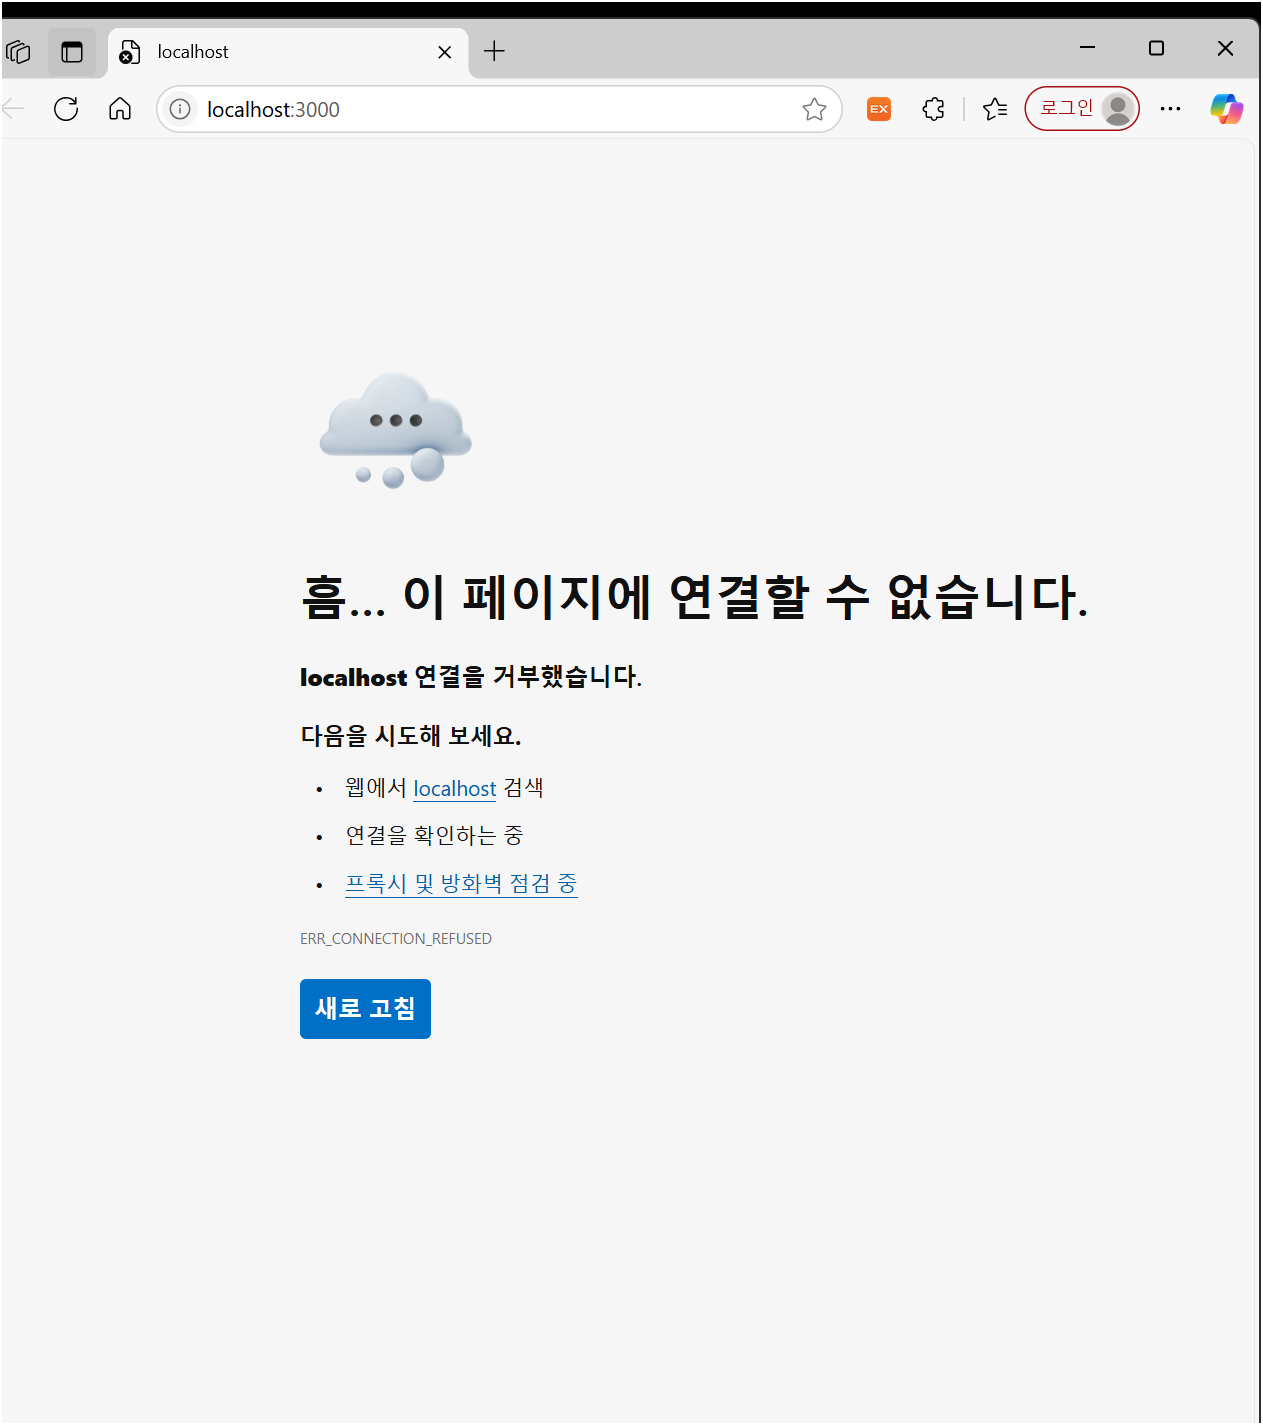 localhost
localhost:3000
EX
로그인
흠... 이 페이지에 연결할 수 없습니다.
localhost 연결을 거부했습니다.
다음을 시도해 보세요.
• 웹에서 localhost 검색
• 연결을 확인하는 중
• 프록시 및 방화벽 점검 중
ERR_CONNECTION_REFUSED
새로 고침